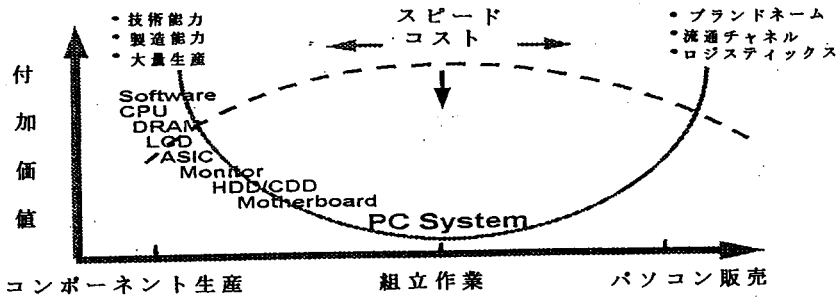 ・技術能力
・製造能力
・大量生産
スピード
コスト
・ブランドネーム
・流通チャネル
・ロジスティックス
付加価値
Software
CPU
DRAM
LCD
ASIC
Monitor
HDD/CDD
Motherboard
PC System
コンポーネント生産
組立作業
パソコン販売